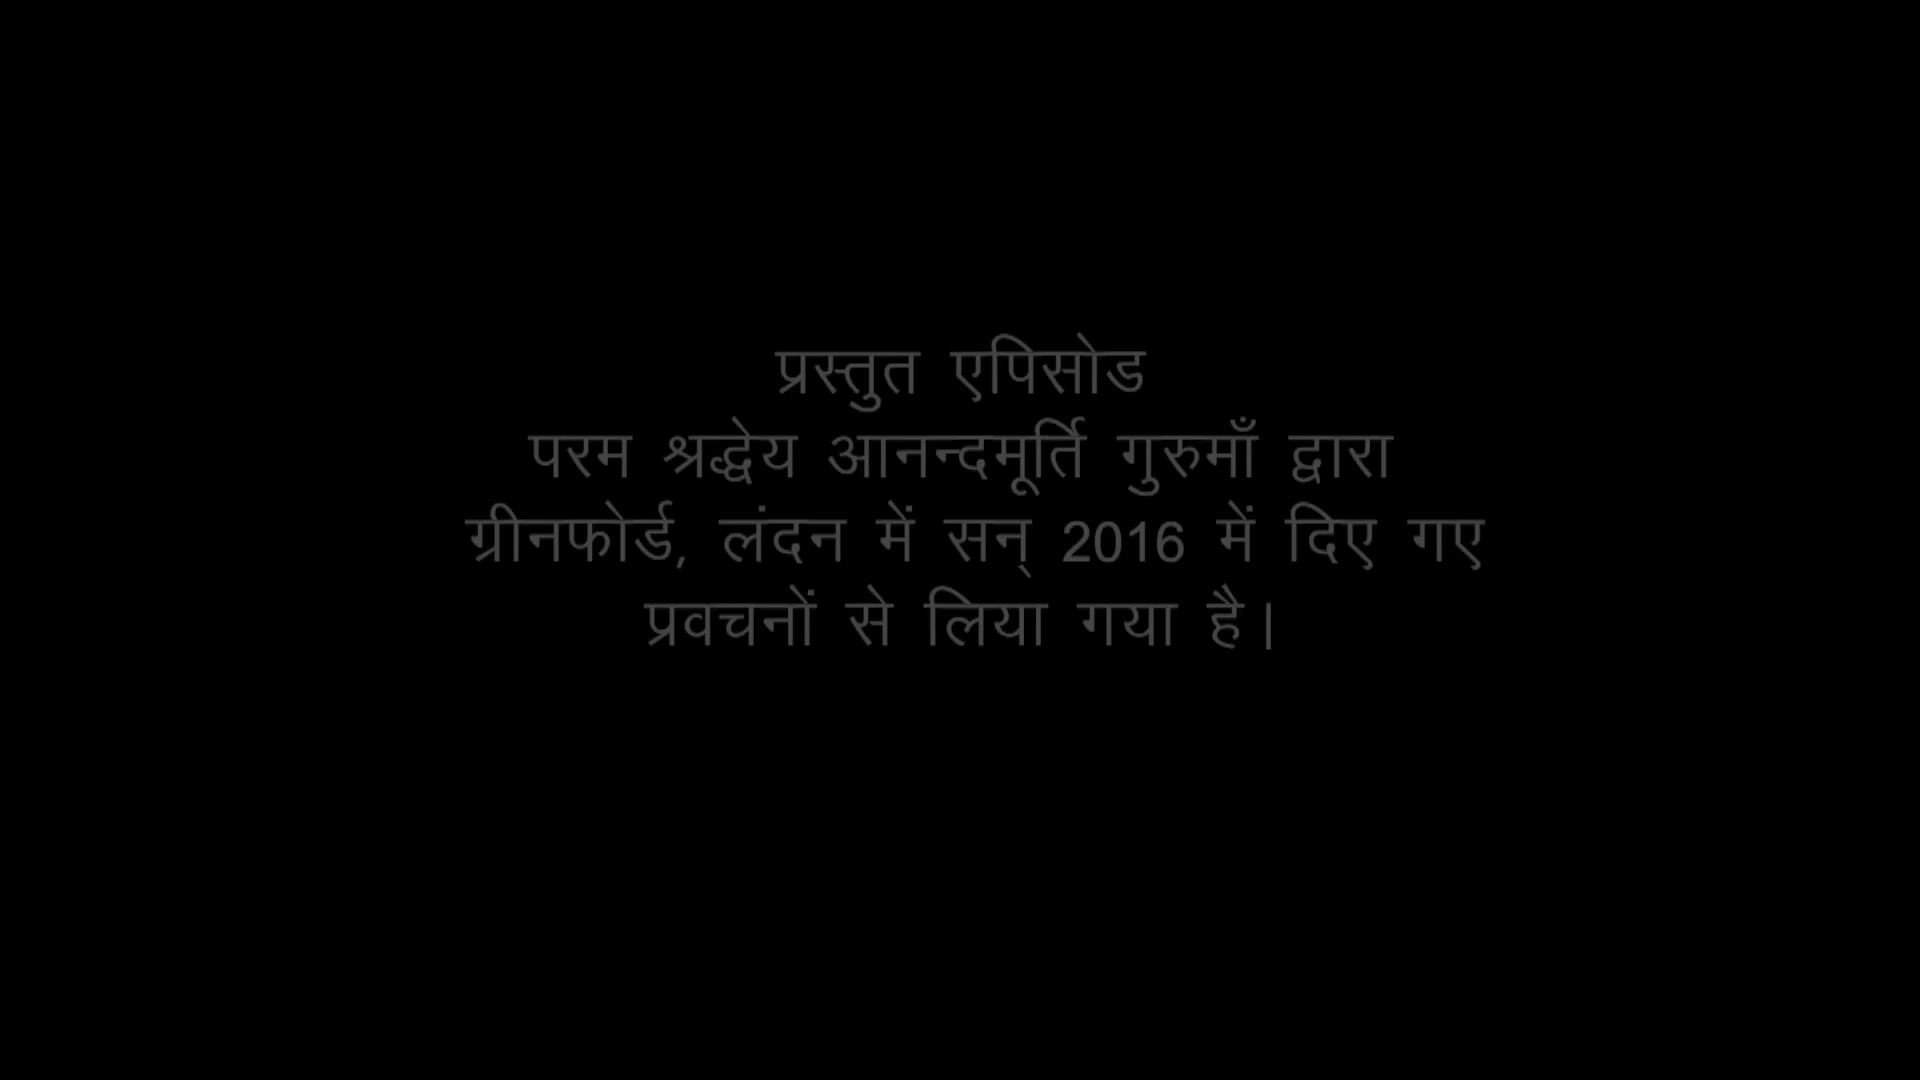 प्रस्तुत एपिसोड
परम श्रद्धेय आनन्दमूर्ति गुरुमाँ द्वारा
ग्रीनफोर्ड, लंदन में सन् 2016 में दिए गए
प्रवचनों से लिया गया है।